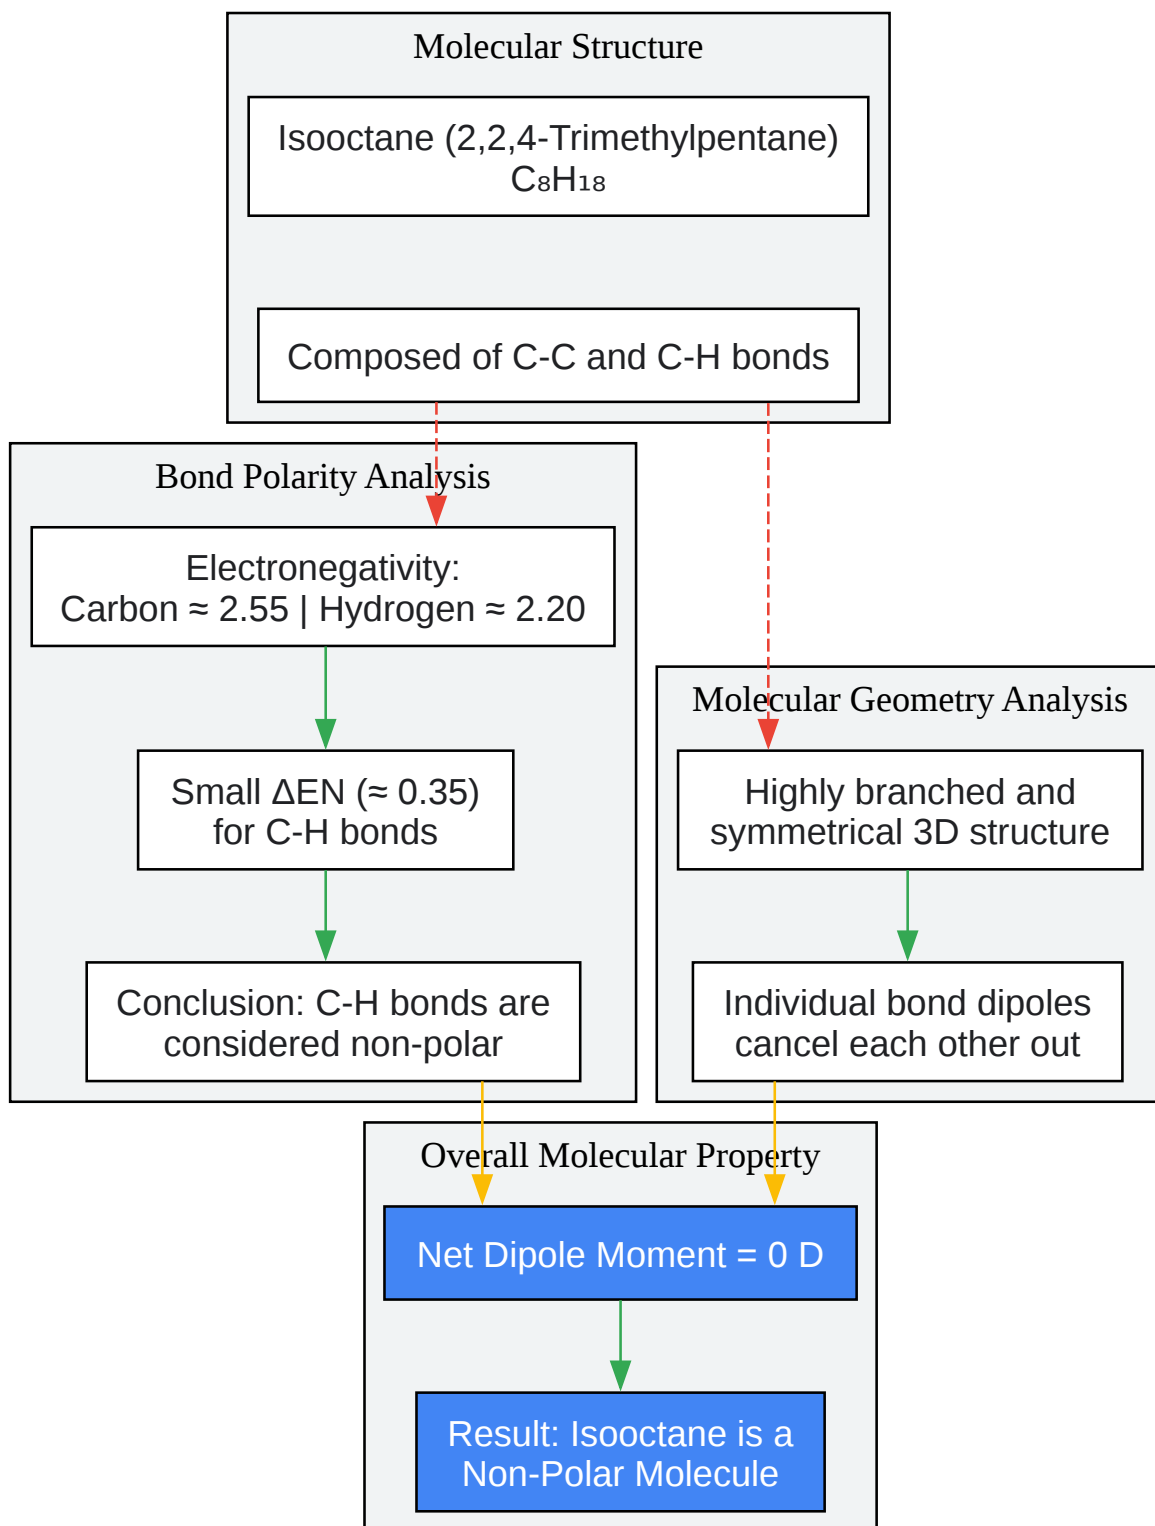 Molecular Structure
Isooctane (2,2,4-Trimethylpentane)
C₈H₁₈
Composed of C-C and C-H bonds
Bond Polarity Analysis
Electronegativity:
Carbon ≈ 2.55 | Hydrogen ≈ 2.20
Small ΔEN (≈ 0.35)
for C-H bonds
Conclusion: C-H bonds are
considered non-polar
Molecular Geometry Analysis
Highly branched and
symmetrical 3D structure
Individual bond dipoles
cancel each other out
Overall Molecular Property
Net Dipole Moment = 0 D
Result: Isooctane is a
Non-Polar Molecule